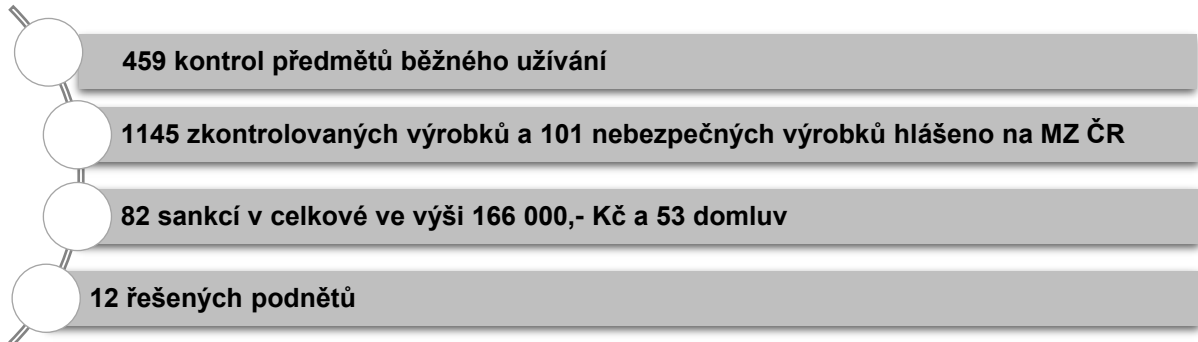 459 kontrol předmětů běžného užívání
1145 zkontrolovaných výrobků a 101 nebezpečných výrobků hlášeno na MZ ČR
82 sankcí v celkové ve výši 166 000,- Kč a 53 domluv
12 řešených podnětů